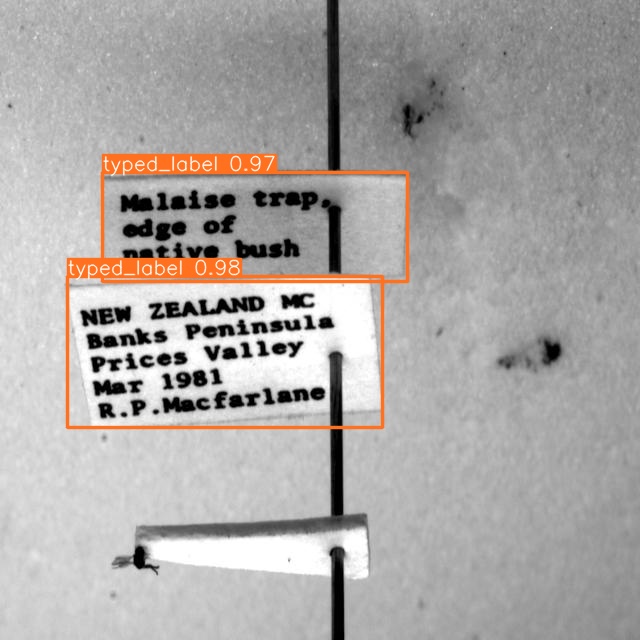 typed_label 0.97
Malaise trap,
edge of
native bush
typed_label 0.98
NEW ZEALAND MC
Banks Peninsula
Prices Valley
Mar 1981
R.P.Macfarlane